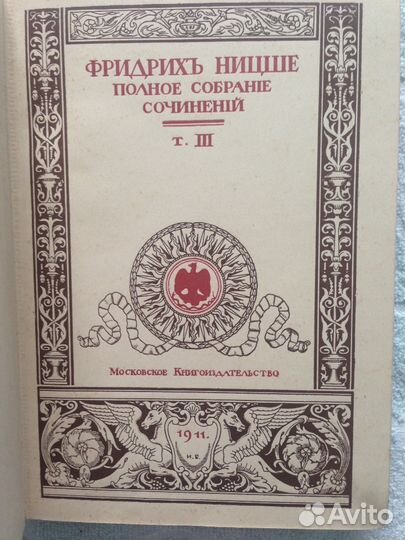 ФРИДРИХЪ НИЦШЕ
ПОЛНОЕ СОБРАНІЕ
СОЧИНЕНІЙ
Т. III
МОСКОВСКОЕ КНИГОИЗДАТЕЛЬСТВО
1911.
Avito